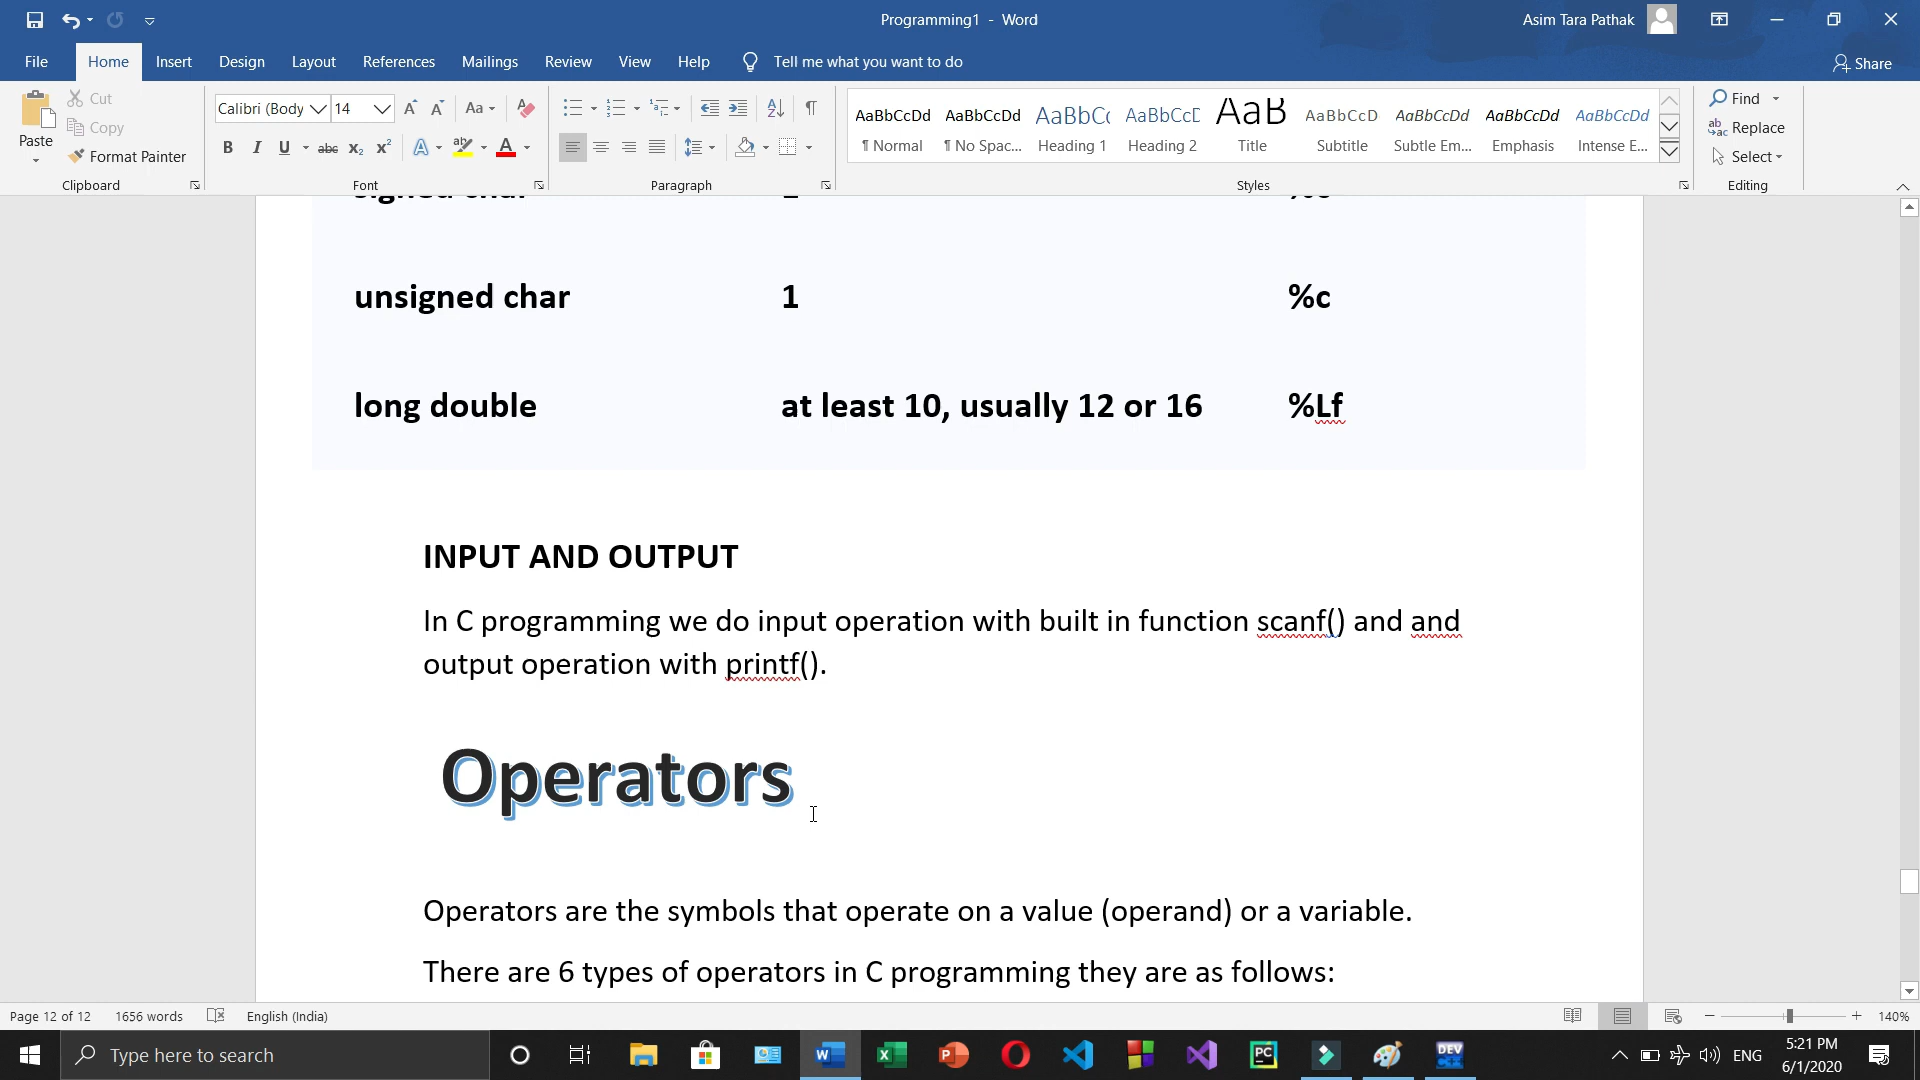 Programming1 - Word
Asim Tara Pathak
File Home Insert Design Layout References Mailings Review View Help Tell me what you want to do
Share
Paste
Cut
Copy
Format Painter
Clipboard
Calibri (Body 14
Font
Paragraph
AaBbCcDd AaBbCcDd AaBbCc AaBbCcC AaB AaBbCcD AaBbCcDd AaBbCcDd AaBbCcDd
¶ Normal ¶ No Spac... Heading 1 Heading 2 Title Subtitle Subtle Em... Emphasis Intense E...
Styles
Find
Replace
Select
Editing
signed char 1 %c
unsigned char 1 %c
long double at least 10, usually 12 or 16 %Lf
INPUT AND OUTPUT
In C programming we do input operation with built in function scanf() and and
output operation with printf().
Operators
Operators are the symbols that operate on a value (operand) or a variable.
There are 6 types of operators in C programming they are as follows:
Page 12 of 12 1656 words English (India) 140%
Type here to search
ENG
5:21 PM
6/1/2020